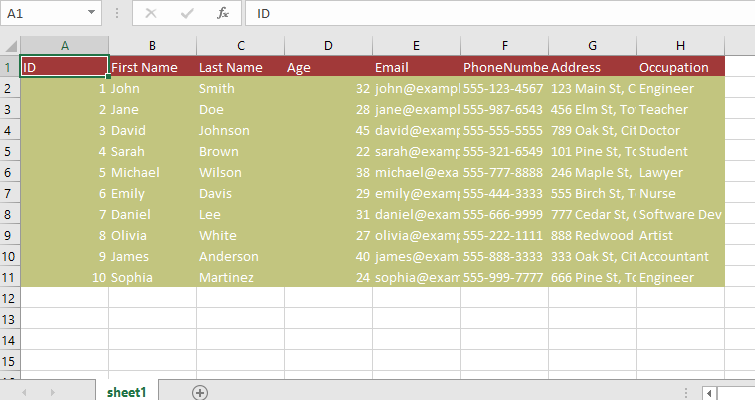 A1 fx ID
A B C D E F G H
1 ID First Name Last Name Age Email PhoneNumbe Address Occupation
2 1 John Smith 32 john@exampl 555-123-4567 123 Main St, C Engineer
3 2 Jane Doe 28 jane@exampl 555-987-6543 456 Elm St, To Teacher
4 3 David Johnson 45 david@exam 555-555-5555 789 Oak St, Cit Doctor
5 4 Sarah Brown 22 sarah@exam 555-321-6549 101 Pine St, To Student
6 5 Michael Wilson 38 michael@exa 555-777-8888 246 Maple St, Lawyer
7 6 Emily Davis 29 emily@exam 555-444-3333 555 Birch St, T Nurse
8 7 Daniel Lee 31 daniel@exam 555-666-9999 777 Cedar St, Software Dev
9 8 Olivia White 27 olivia@exam 555-222-1111 888 Redwood Artist
10 9 James Anderson 40 james@exam 555-888-3333 333 Oak St, Cit Accountant
11 10 Sophia Martinez 24 sophia@exam 555-999-7777 666 Pine St, To Engineer
12
13
14
15
sheet1